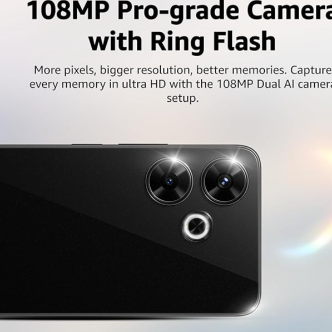 108MP Pro-grade Camera
with Ring Flash
More pixels, bigger resolution, better memories. Capture
every memory in ultra HD with the 108MP Dual AI camera
setup.